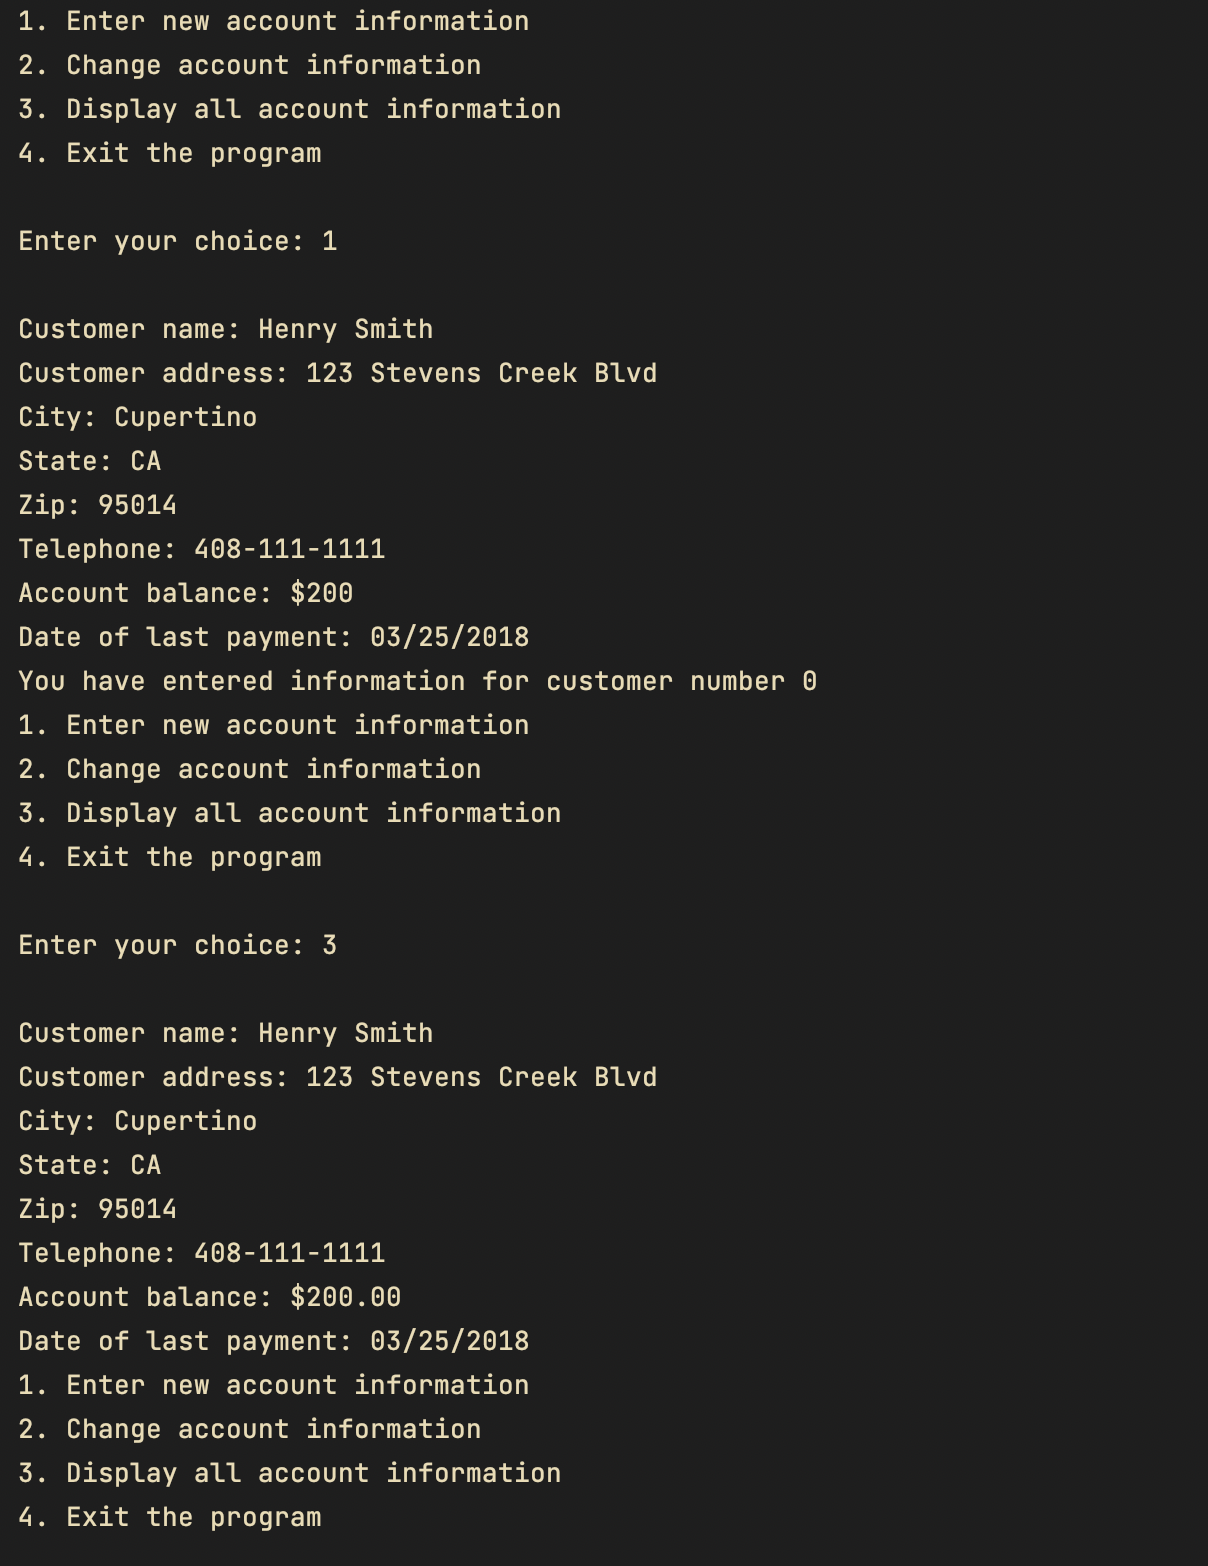 1. Enter new account information
2. Change account information
3. Display all account information
4. Exit the program
Enter your choice: 1
Customer name: Henry Smith
Customer address: 123 Stevens Creek Blvd
City: Cupertino
State: CA
Zip: 95014
Telephone: 408-111-1111
Account balance: $200
Date of last payment: 03/25/2018
You have entered information for customer number 0
1. Enter new account information
2. Change account information
3. Display all account information
4. Exit the program
Enter your choice: 3
Customer name: Henry Smith
Customer address: 123 Stevens Creek Blvd
City: Cupertino
State: CA
Zip: 95014
Telephone: 408-111-1111
Account balance: $200.00
Date of last payment: 03/25/2018
1. Enter new account information
2. Change account information
3. Display all account information
4. Exit the program